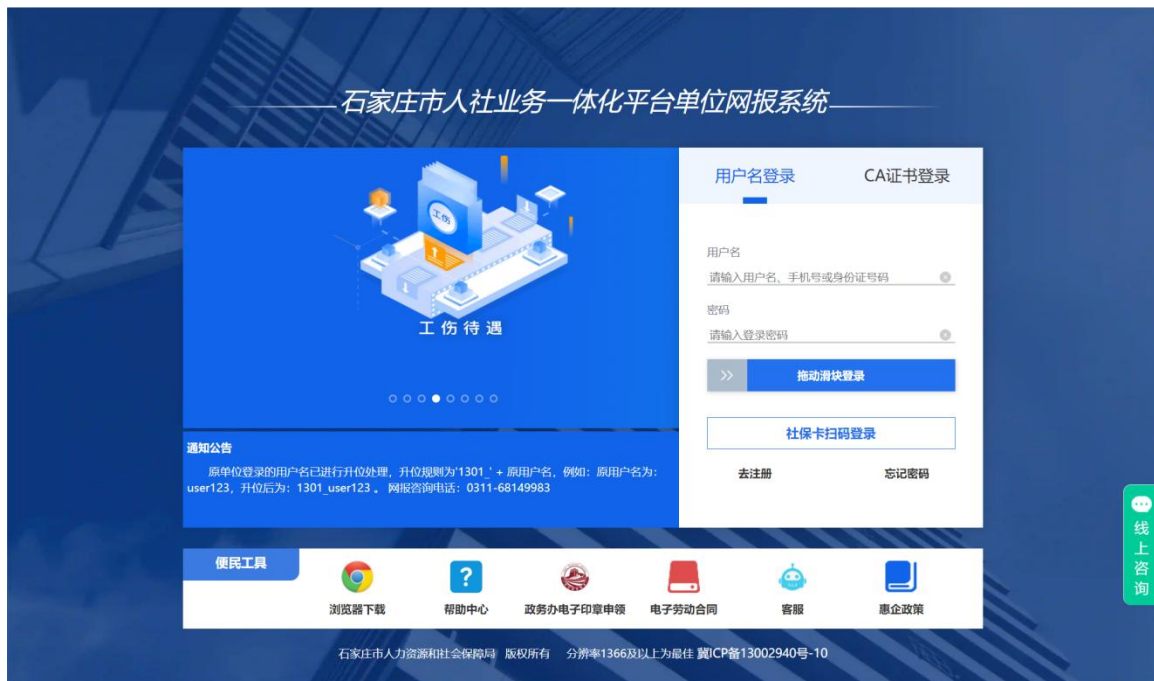 石家庄市人社业务一体化平台单位网报系统
工伤
工伤待遇
通知公告
原单位登录的用户名已进行升位处理，升位规则为'1301_' + 原用户名，例如：原用户名为：
user123，升位后为：1301_user123 。 网报咨询电话：0311-68149983
用户名登录
CA证书登录
用户名
请输入用户名、手机号或身份证号码
密码
请输入登录密码
>> 拖动滑块登录
社保卡扫码登录
去注册
忘记密码
线上咨询
便民工具
浏览器下载
帮助中心
政务办电子印章申领
电子劳动合同
客服
惠企政策
石家庄市人力资源和社会保障局 版权所有 分辨率1366及以上为最佳 冀ICP备13002940号-10